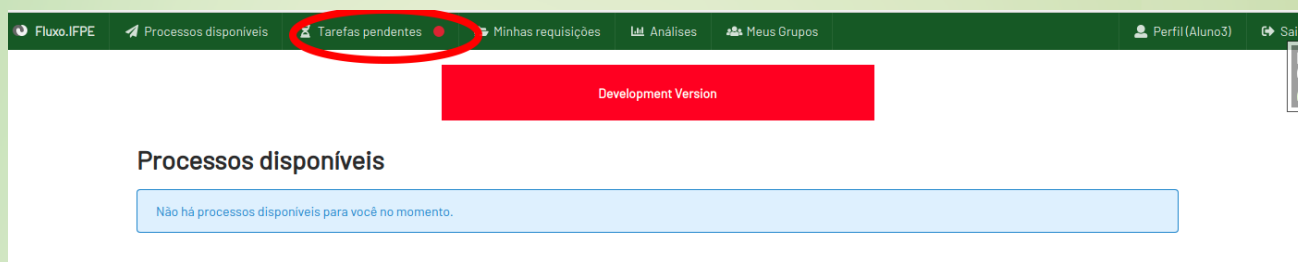 Fluxo.IFPE Processos disponíveis Tarefas pendentes Minhas requisições Análises Meus Grupos Perfil(Aluno3)
Development Version
Processos disponíveis
Não há processos disponíveis para você no momento.